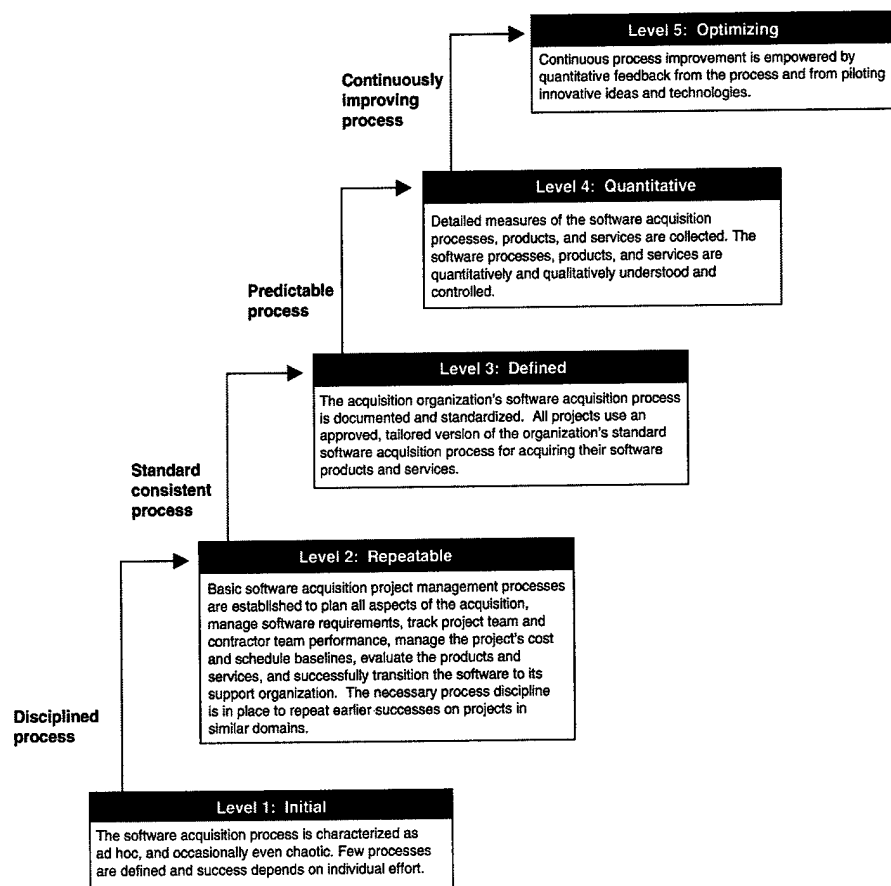 Level 5: Optimizing
Continuous process improvement is empowered by
quantitative feedback from the process and from piloting
innovative ideas and technologies.
Continuously
improving
process
Level 4: Quantitative
Detailed measures of the software acquisition
processes, products, and services are collected. The
software processes, products, and services are
quantitatively and qualitatively understood and
controlled.
Predictable
process
Level 3: Defined
The acquisition organization's software acquisition process
is documented and standardized. All projects use an
approved, tailored version of the organization's standard
software acquisition process for acquiring their software
products and services.
Standard
consistent
process
Level 2: Repeatable
Basic software acquisition project management processes
are established to plan all aspects of the acquisition,
manage software requirements, track project team and
contractor team performance, manage the project's cost
and schedule baselines, evaluate the products and
services, and successfully transition the software to its
support organization. The necessary process discipline
is in place to repeat earlier successes on projects in
similar domains.
Disciplined
process
Level 1: Initial
The software acquisition process is characterized as
ad hoc, and occasionally even chaotic. Few processes
are defined and success depends on individual effort.